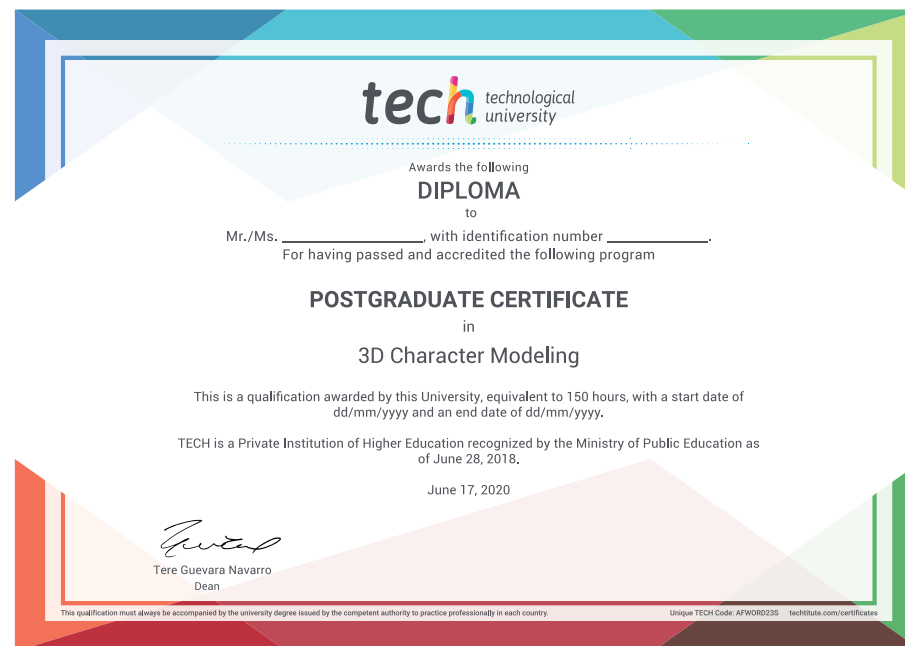 tech technological
university
Awards the following
DIPLOMA
to
Mr./Ms. ____________________, with identification number ______________.
For having passed and accredited the following program
POSTGRADUATE CERTIFICATE
in
3D Character Modeling
This is a qualification awarded by this University, equivalent to 150 hours, with a start date of
dd/mm/yyyy and an end date of dd/mm/yyyy.
TECH is a Private Institution of Higher Education recognized by the Ministry of Public Education as
of June 28, 2018.
June 17, 2020
Tere Guevara Navarro
Dean
This qualification must always be accompanied by the university degree issued by the competent authority to practice professionally in each country. Unique TECH Code: AFWORD23S techtitute.com/certificates